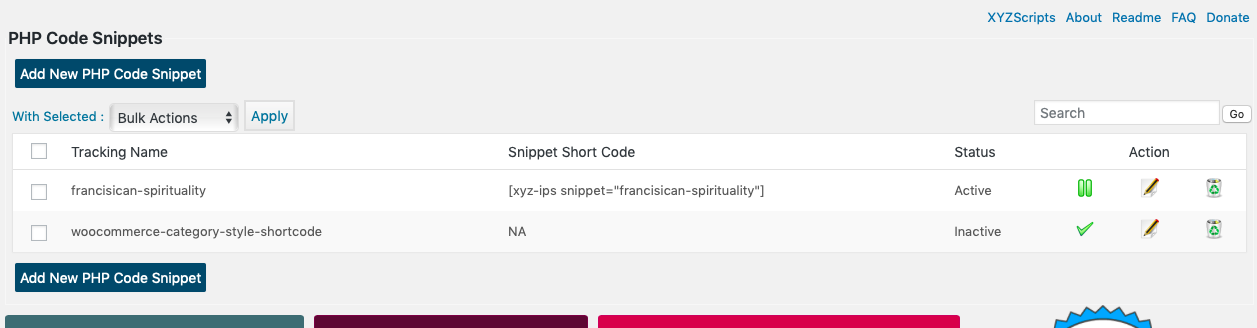 XYZScripts About Readme FAQ Donate
PHP Code Snippets
Add New PHP Code Snippet
With Selected : Bulk Actions Apply Search Go
Tracking Name Snippet Short Code Status Action
francisican-spirituality [xyz-ips snippet="francisican-spirituality"] Active
woocommerce-category-style-shortcode NA Inactive
Add New PHP Code Snippet